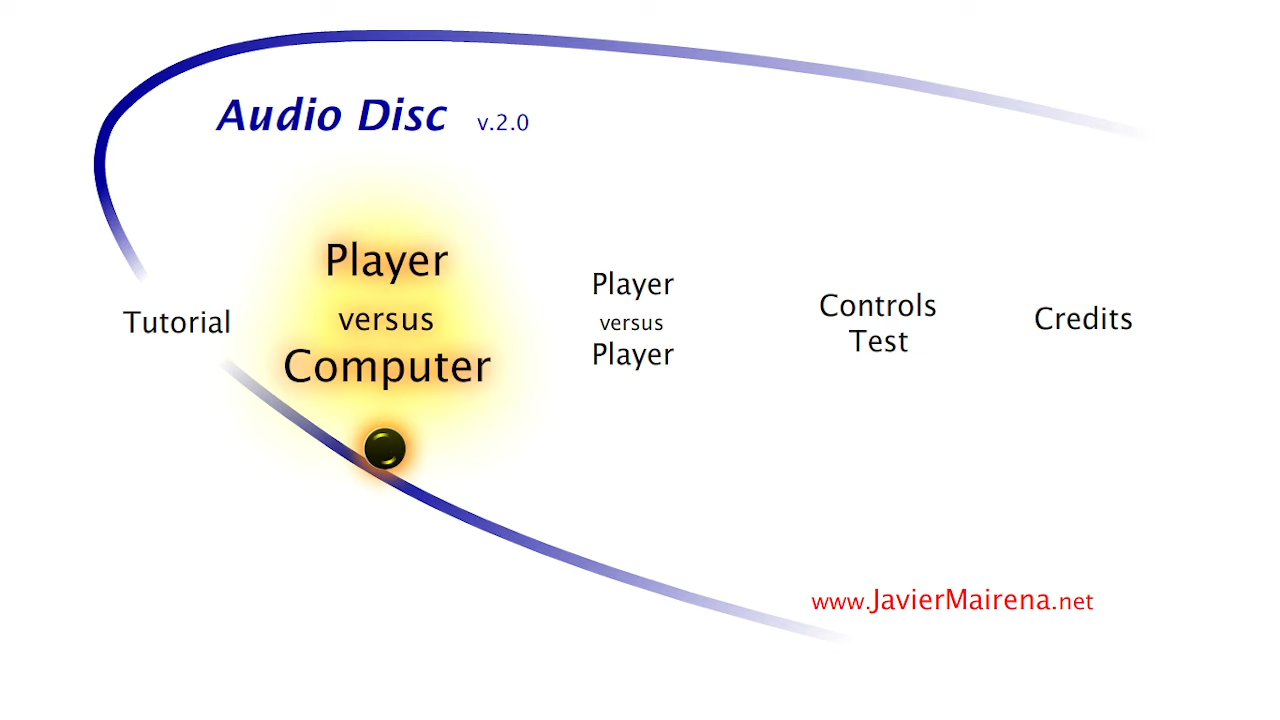 Audio Disc v.2.0
Tutorial
Player
versus
Computer
Player
versus
Player
Controls
Test
Credits
www.JavierMairena.net